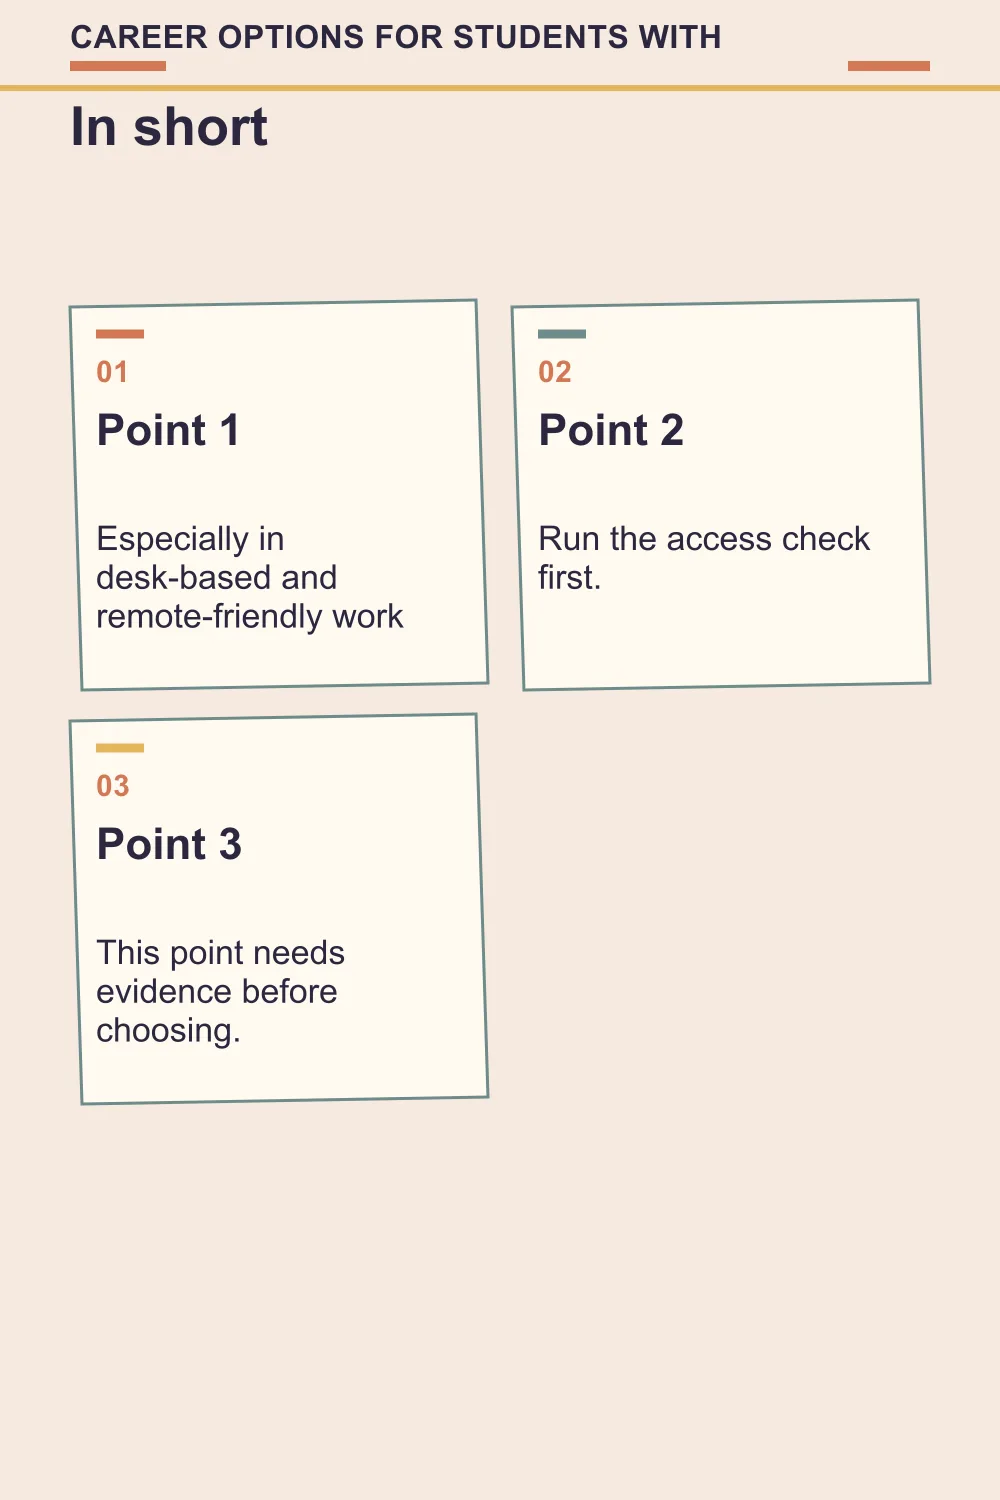 CAREER OPTIONS FOR STUDENTS WITH
In short
01
Point 1
Especially in
desk-based and
remote-friendly work
02
Point 2
Run the access check
first.
03
Point 3
This point needs
evidence before
choosing.